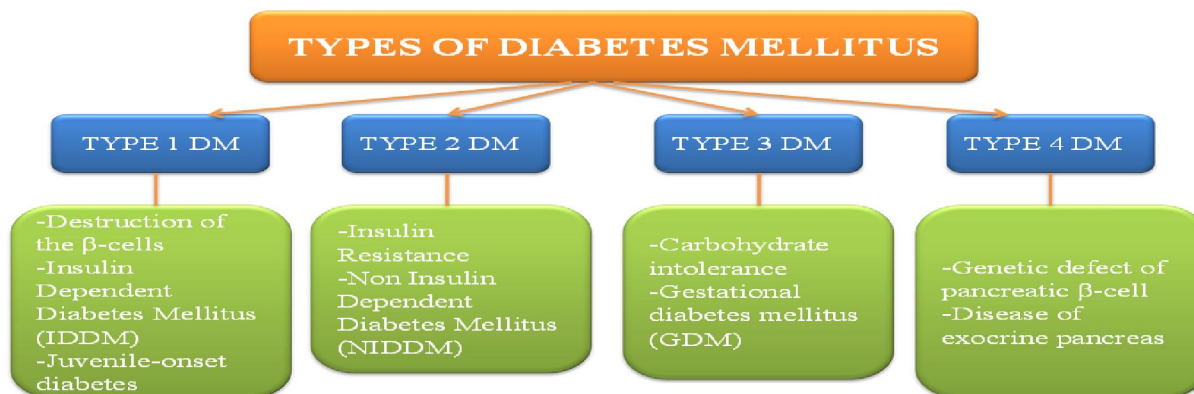 TYPES OF DIABETES MELLITUS
TYPE 1 DM
TYPE 2 DM
TYPE 3 DM
TYPE 4 DM
-Destruction of
the β-cells
-Insulin
Dependent
Diabetes Mellitus
(IDDM)
-Juvenile-onset
diabetes
-Insulin
Resistance
-Non Insulin
Dependent
Diabetes Mellitus
(NIDDM)
-Carbohydrate
intolerance
-Gestational
diabetes mellitus
(GDM)
-Genetic defect of
pancreatic β-cell
-Disease of
exocrine pancreas